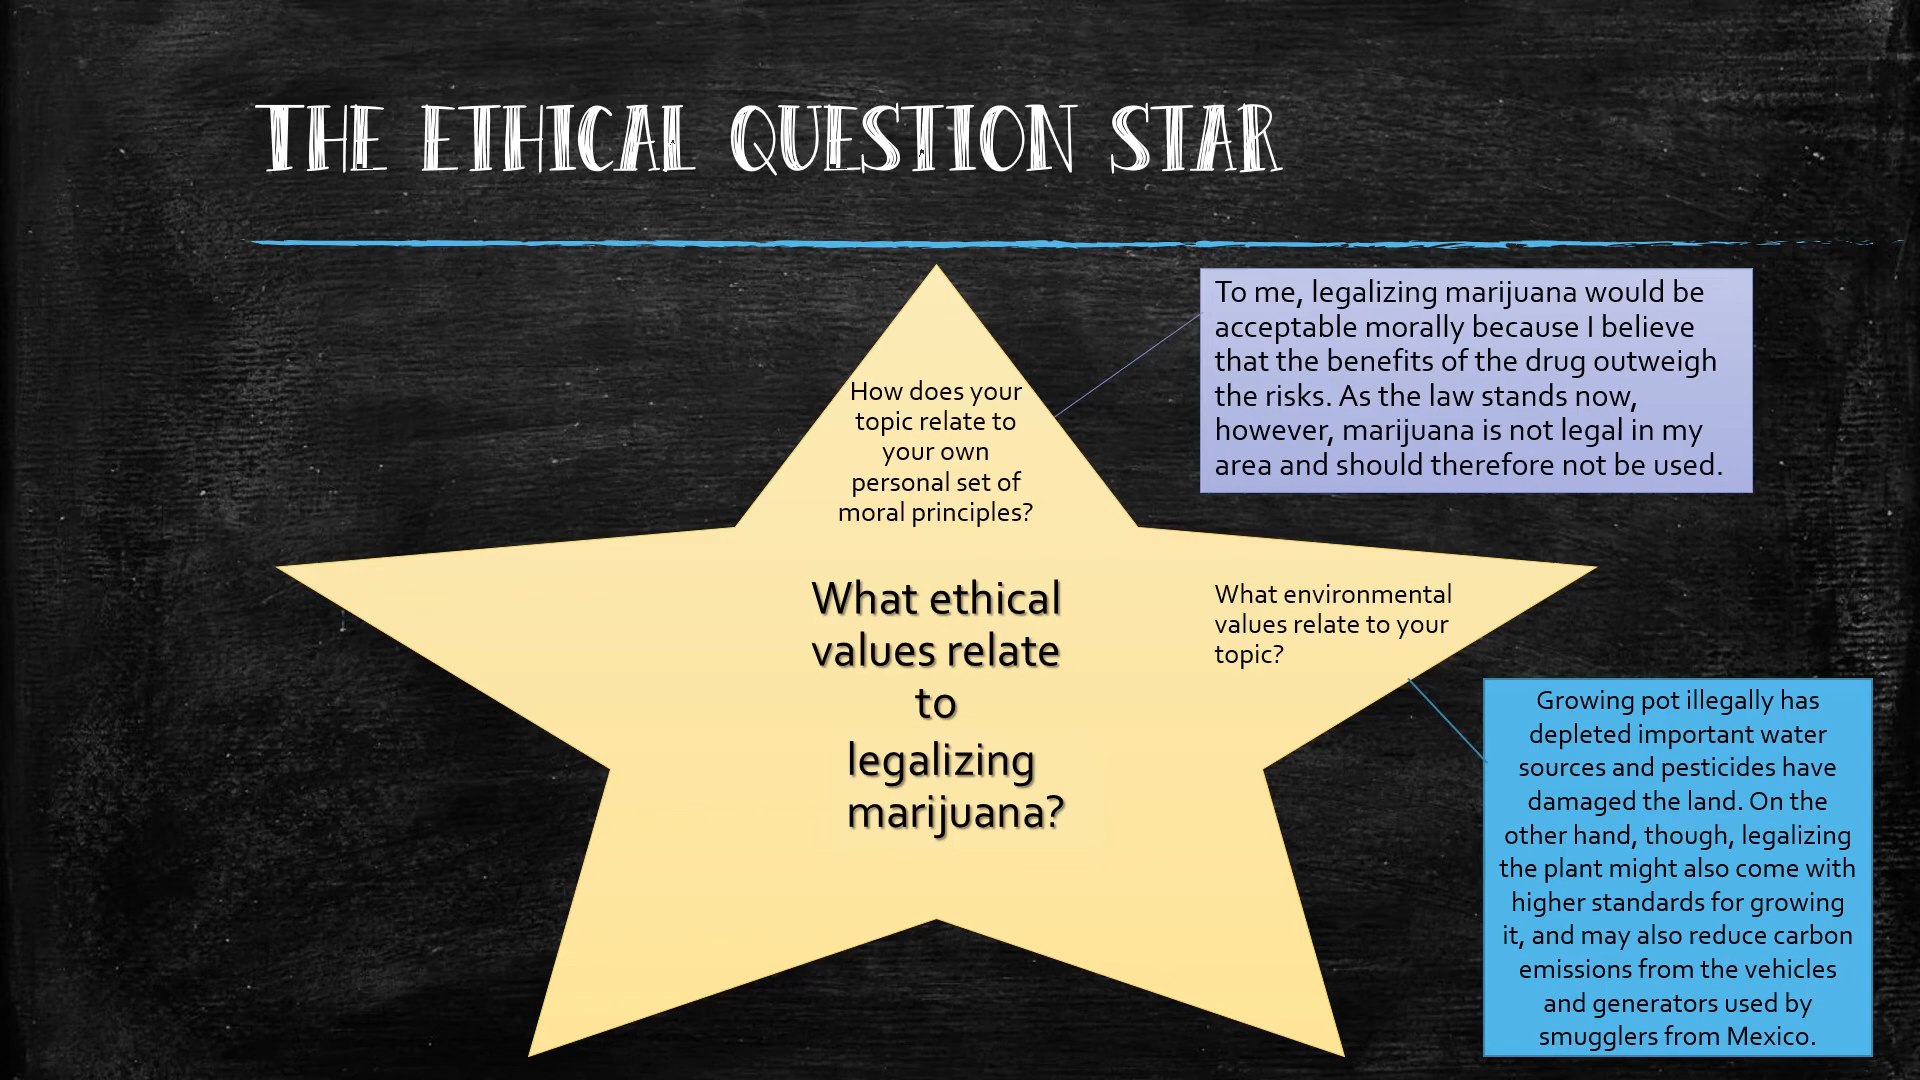 THE ETHICAL QUESTION STAR
To me, legalizing marijuana would be
acceptable morally because I believe
that the benefits of the drug outweigh
the risks. As the law stands now,
however, marijuana is not legal in my
area and should therefore not be used.
How does your
topic relate to
your own
personal set of
moral principles?
What ethical
values relate
to
legalizing
marijuana?
What environmental
values relate to your
topic?
Growing pot illegally has
depleted important water
sources and pesticides have
damaged the land. On the
other hand, though, legalizing
the plant might also come with
higher standards for growing
it, and may also reduce carbon
emissions from the vehicles
and generators used by
smugglers from Mexico.